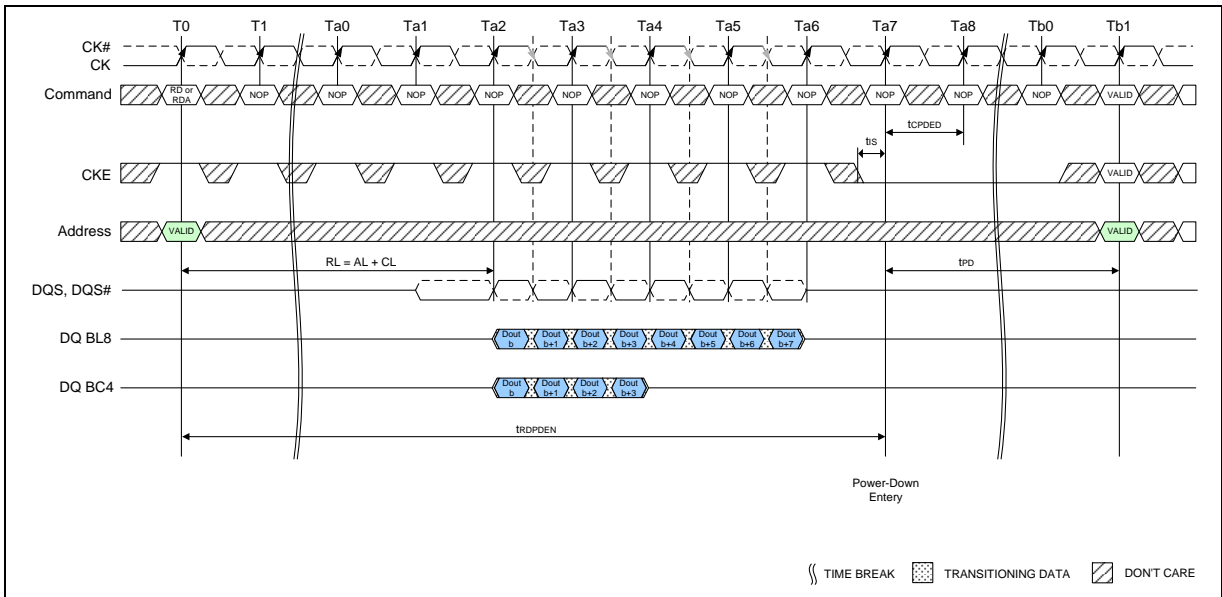 T0 T1 Ta0 Ta1 Ta2 Ta3 Ta4 Ta5 Ta6 Ta7 Ta8 Tb0 Tb1
CK#
CK
Command
RD or
RDA
NOP NOP NOP NOP NOP NOP NOP NOP NOP NOP NOP VALID
tCPDED
tIS
CKE
VALID
Address
VALID
VALID
RL = AL + CL
tPD
DQS, DQS#
DQ BL8
Dout b Dout b+1 Dout b+2 Dout b+3 Dout b+4 Dout b+5 Dout b+6 Dout b+7
DQ BC4
Dout b Dout b+1 Dout b+2 Dout b+3
tRDPDEN
Power-Down
Entery
TIME BREAK TRANSITIONING DATA DON'T CARE